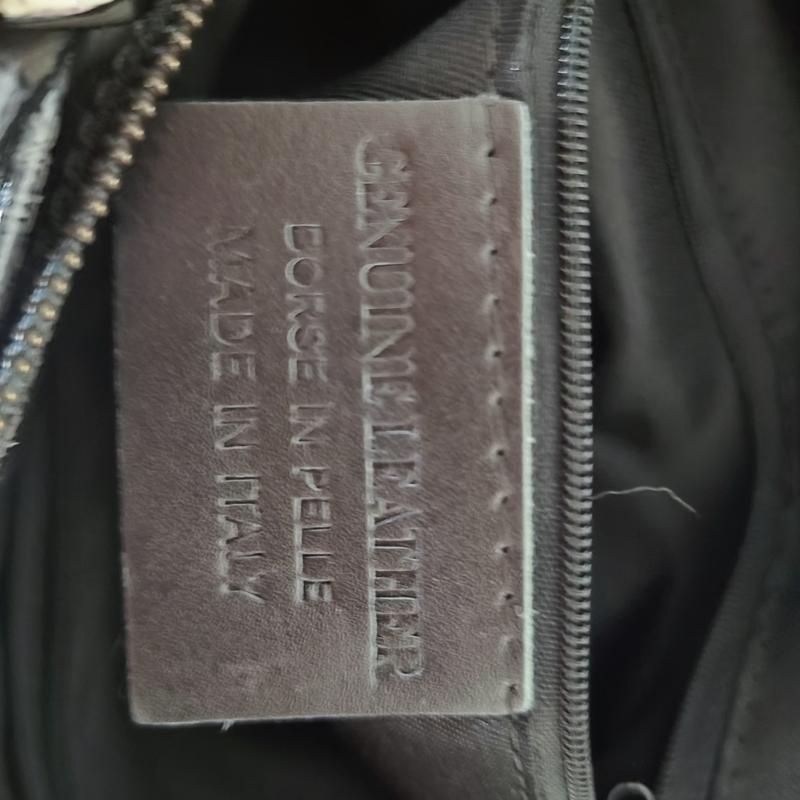 GENUINE LEATHER
BORSE IN PELLE
MADE IN ITALY